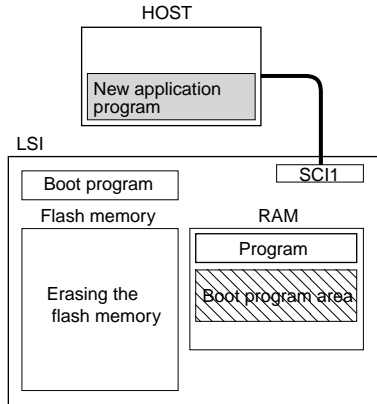 HOST
New application
program
LSI
SCI1
Boot program
Flash memory
RAM
Program
Boot program area
Erasing the
flash memory